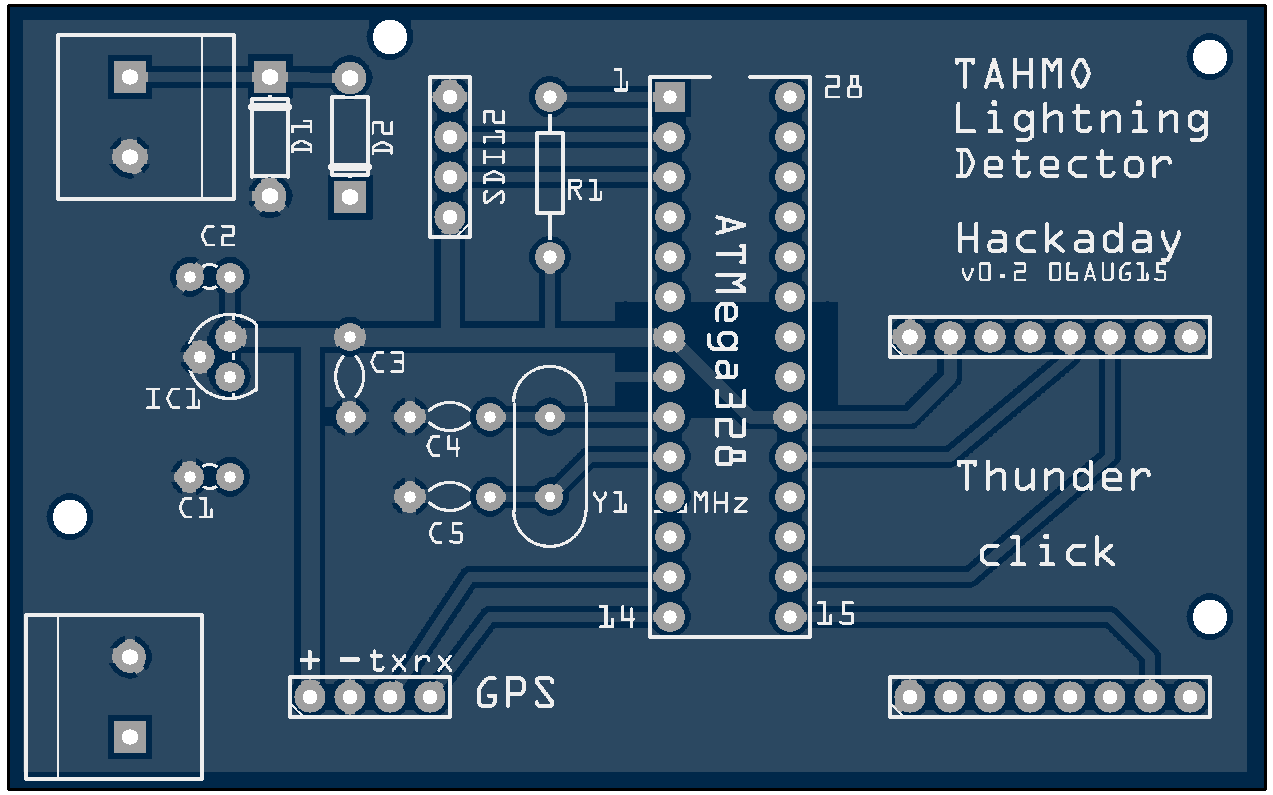 1
28
TAHMO
Lightning
Detector
D1
D2
SDI12
R1
C2
ATMega328
Hackaday
v0.2 06AUG15
C3
IC1
C4
Thunder
C1
C5
Y1
MHz
click
14
15
+ -txrx
GPS